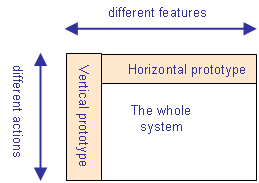 different features
different actions
Vertical prototype
Horizontal prototype
The whole
system